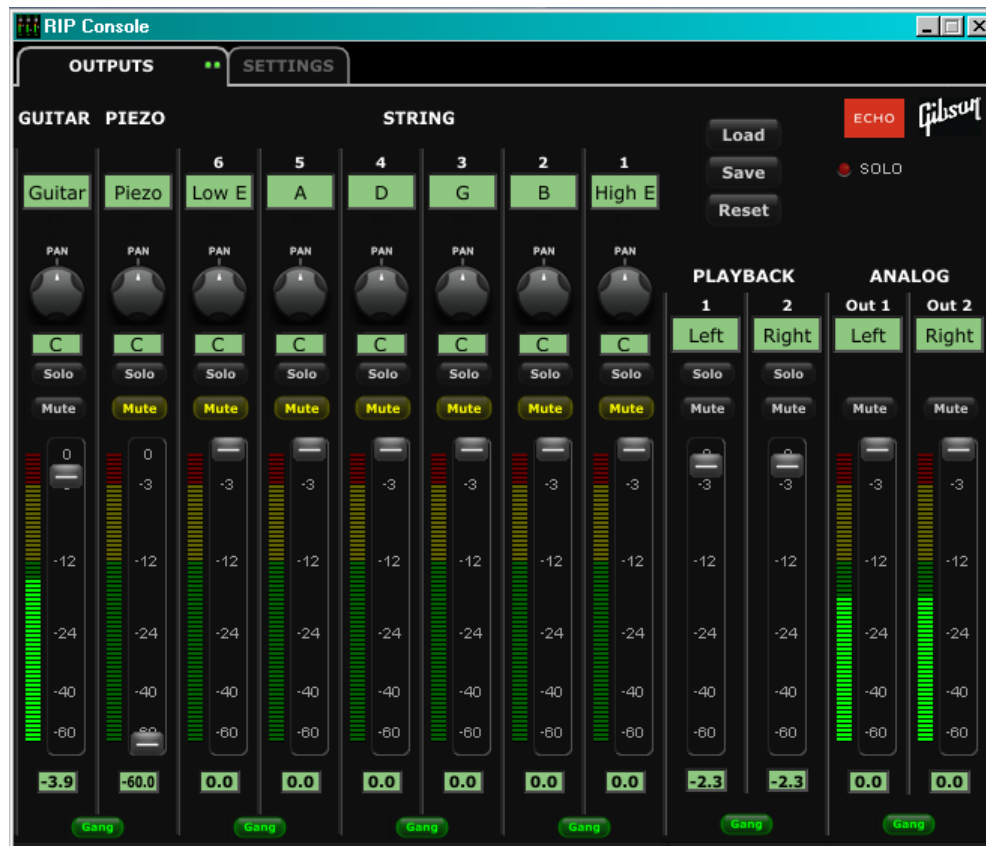 RIP Console
OUTPUTS SETTINGS
GUITAR PIEZO STRING
Load
Save
Reset
ECHO Gibson
SOLO
6 5 4 3 2 1
Guitar Piezo Low E A D G B High E
PAN PAN PAN PAN PAN PAN PAN PAN
PLAYBACK ANALOG
1 2 Out 1 Out 2
Left Right Left Right
C C C C C C C C
Solo Solo Solo Solo Solo Solo Solo Solo Solo Solo
Mute Mute Mute Mute Mute Mute Mute Mute Mute Mute Mute Mute
0 0
-3 -3 -3 -3 -3 -3 -3 -3 -3 -3 -3
-12 -12 -12 -12 -12 -12 -12 -12 -12 -12 -12 -12
-24 -24 -24 -24 -24 -24 -24 -24 -24 -24 -24 -24
-40 -40 -40 -40 -40 -40 -40 -40 -40 -40 -40 -40
-60 -60 -60 -60 -60 -60 -60 -60 -60 -60 -60
-3.9 -60.0 0.0 0.0 0.0 0.0 0.0 0.0 -2.3 -2.3 0.0 0.0
Gang Gang Gang Gang Gang Gang